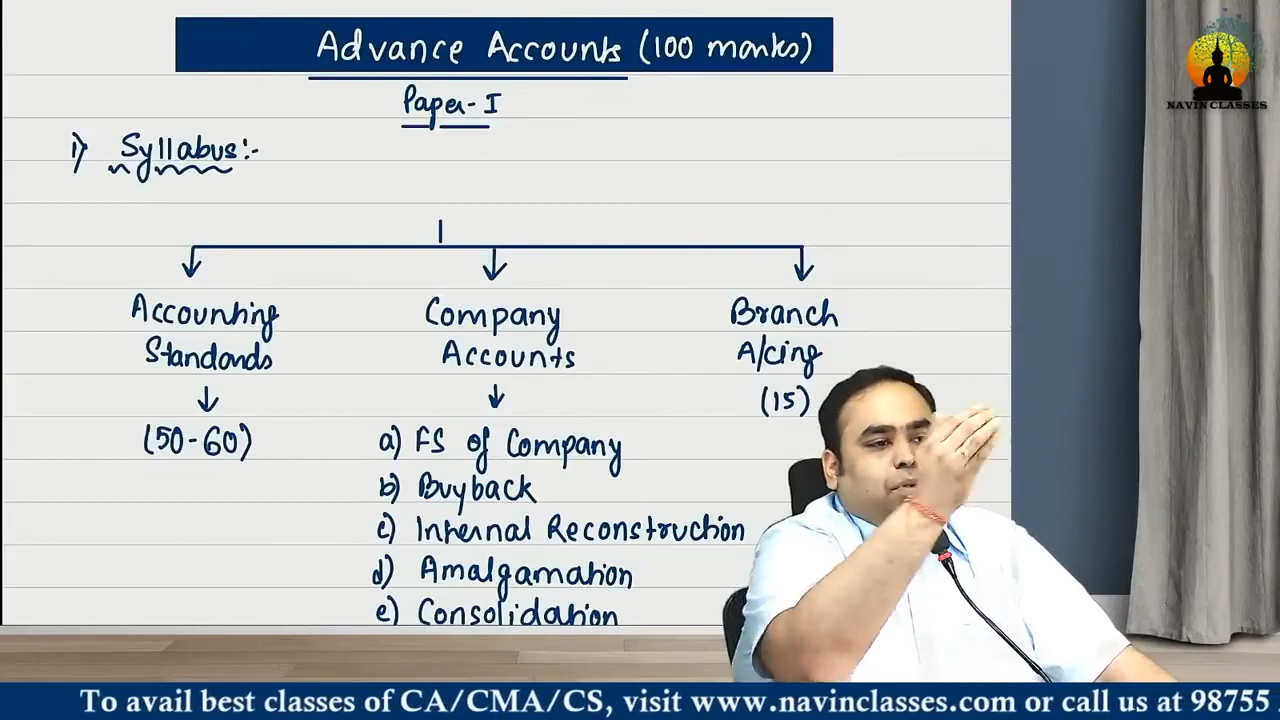 Advance Accounts (100 marks)
Paper-I
NAVIN CLASSES
1) Syllabus:-
Accounting Standards
(50-60)
Company Accounts
a) FS of Company
b) Buyback
c) Internal Reconstruction
d) Amalgamation
e) Consolidation
Branch A/cing
(15)
To avail best classes of CA/CMA/CS, visit www.navinclasses.com or call us at 98755